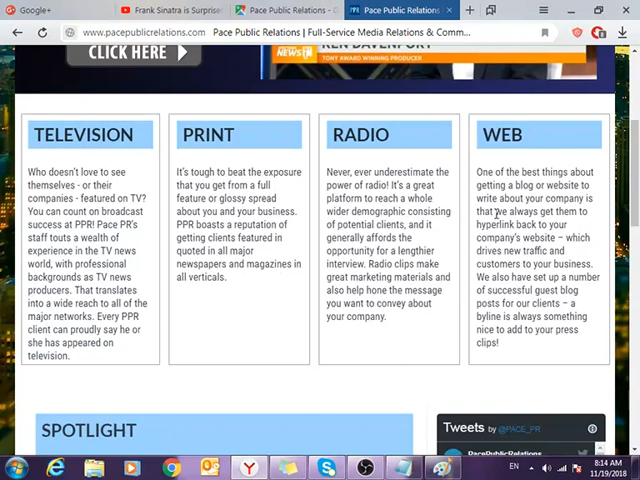 Google+
Frank Sinatra is Surprise
Pace Public Relations -
Pace Public Relations
www.pacepublicrelations.com
Pace Public Relations | Full-Service Media Relations & Comm...
CLICK HERE
NEWS
KEN DAVENPORT
TONY AWARD WINNING PRODUCER
TELEVISION
Who doesn't love to see
themselves - or their
companies - featured on TV?
You can count on broadcast
success at PPR! Pace PR's
staff touts a wealth of
experience in the TV news
world, with professional
backgrounds as TV news
producers. That translates
into a wide reach to all of the
major networks. Every PPR
client can proudly say he or
she has appeared on
television.
PRINT
It's tough to beat the exposure
that you get from a full
feature or glossy spread
about you and your business.
PPR boasts a reputation of
getting clients featured in
quoted in all major
newspapers and magazines in
all verticals.
RADIO
Never, ever underestimate the
power of radio! It's a great
platform to reach a whole
wider demographic consisting
of potential clients, and it
generally affords the
opportunity for a lengthier
interview. Radio clips make
great marketing materials and
also help hone the message
you want to convey about
your company.
WEB
One of the best things about
getting a blog or website to
write about your company is
that we always get them to
hyperlink back to your
company's website – which
drives new traffic and
customers to your business.
We also have set up a number
of successful guest blog
posts for our clients – a
byline is always something
nice to add to your press
clips!
SPOTLIGHT
Tweets by @PACE_PR
PacePublicRelations
EN
8:14 AM
11/19/2018